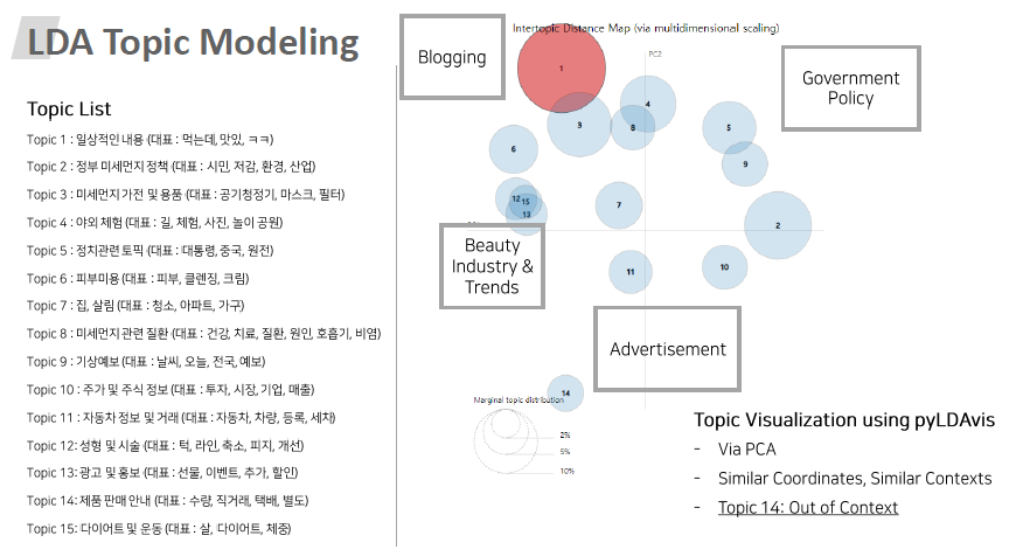 LDA Topic Modeling
Topic List
Topic 1 : 일상적인 내용 (대표 : 먹는데, 맛있, ㅋㅋ)
Topic 2 : 정부 미세먼지 정책 (대표 : 시민, 저감, 환경, 산업)
Topic 3 : 미세먼지 가전 및 용품 (대표 : 공기청정기, 마스크, 필터)
Topic 4 : 야외 체험 (대표 : 길, 체험, 사진, 놀이 공원)
Topic 5 : 정치관련 토픽 (대표 : 대통령, 중국, 원전)
Topic 6 : 피부미용 (대표 : 피부, 클렌징, 크림)
Topic 7 : 집, 살림 (대표 : 청소, 아파트, 가구)
Topic 8 : 미세먼지 관련 질환 (대표 : 건강, 치료, 질환, 원인, 호흡기, 비염)
Topic 9 : 기상예보 (대표 : 날씨, 오늘, 전국, 예보)
Topic 10 : 주가 및 주식 정보 (대표 : 투자, 시장, 기업, 매출)
Topic 11 : 자동차 정보 및 거래 (대표 : 자동차, 차량, 등록, 세차)
Topic 12: 성형 및 시술 (대표 : 턱, 라인, 축소, 피지, 개선)
Topic 13: 광고 및 홍보 (대표 : 선물, 이벤트, 추가, 할인)
Topic 14: 제품 판매 안내 (대표 : 수량, 직거래, 택배, 별도)
Topic 15: 다이어트 및 운동 (대표 : 살, 다이어트, 체중)
Intertopic Distance Map (via multidimensional scaling)
Blogging
PC2
Government
Policy
1
4
3
8
5
6
9
12
15
13
7
2
Beauty
Industry &
Trends
11
10
Advertisement
14
Marginal topic distribution
2%
5%
10%
Topic Visualization using pyLDAvis
- Via PCA
- Similar Coordinates, Similar Contexts
- Topic 14: Out of Context